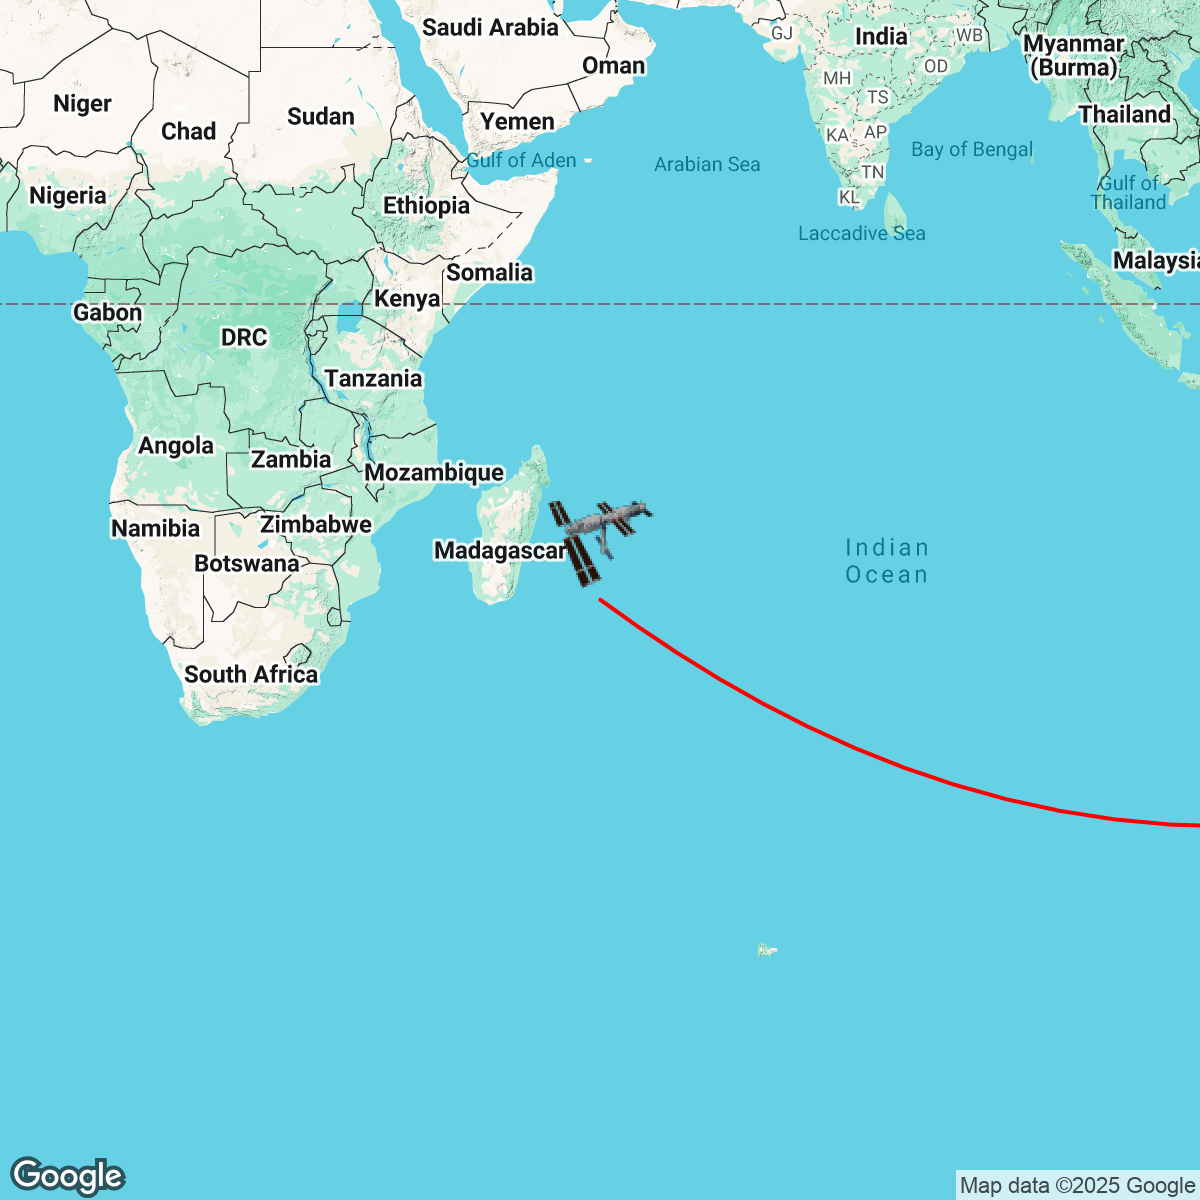 Saudi Arabia
GJ
India
WB
Myanmar
(Burma)
Oman
OD
MH
TS
Niger
Chad
Sudan
Yemen
Thailand
KA
AP
Gulf of Aden
Arabian Sea
Bay of Bengal
TN
Nigeria
Ethiopia
KL
Gulf of
Thailand
Laccadive Sea
Somalia
Malaysia
Kenya
Gabon
DRC
Tanzania
Angola
Zambia
Mozambique
Namibia
Zimbabwe
Madagascar
Botswana
Indian
Ocean
South Africa
Google
Map data ©2025 Google